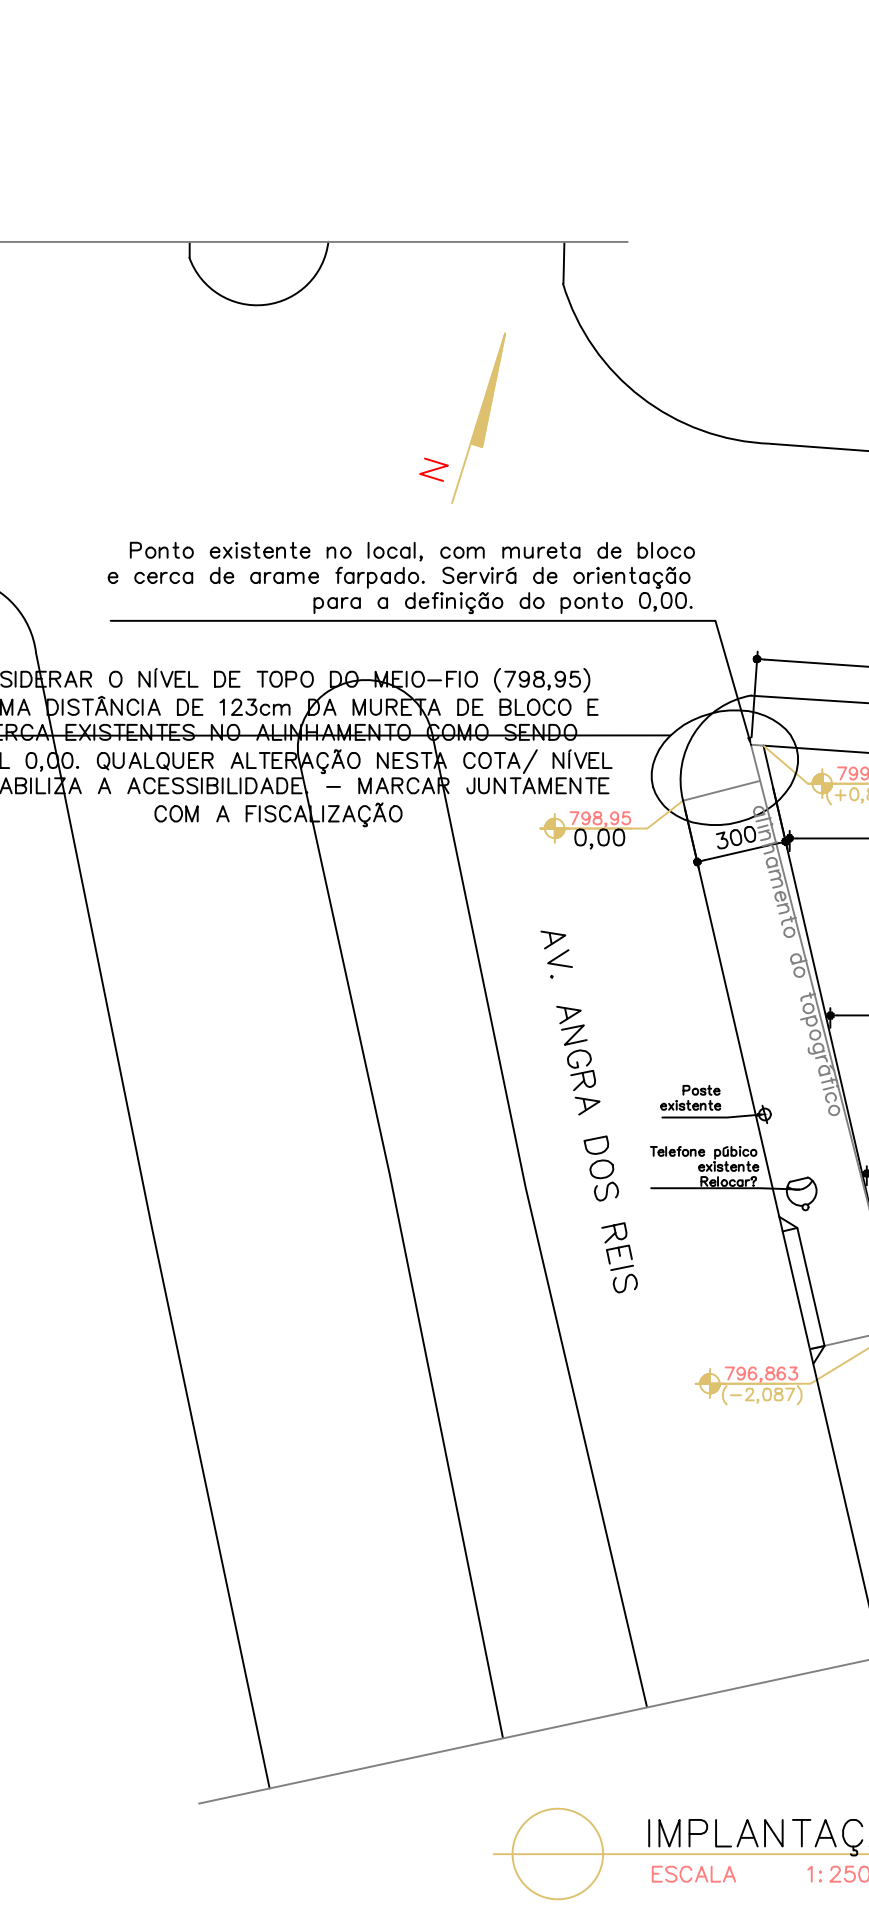 N
Ponto existente no local, com mureta de bloco
e cerca de arame farpado. Servirá de orientação
para a definição do ponto 0,00.
SIDERAR O NÍVEL DE TOPO DO MEIO-FIO (798,95)
MA DISTÂNCIA DE 123cm DA MURETA DE BLOCO E
ERCA EXISTENTES NO ALINHAMENTO COMO SENDO
L 0,00. QUALQUER ALTERAÇÃO NESTA COTA/ NÍVEL
ABILIZA A ACESSIBILIDADE. - MARCAR JUNTAMENTE
COM A FISCALIZAÇÃO
799
(+0,8
798,95
0,00
300
alinhamento do topográfico
AV. ANGRA DOS REIS
Poste
existente
Telefone púbico
existente
Relocar?
796,863
(-2,087)
IMPLANTAÇ
ESCALA 1:250